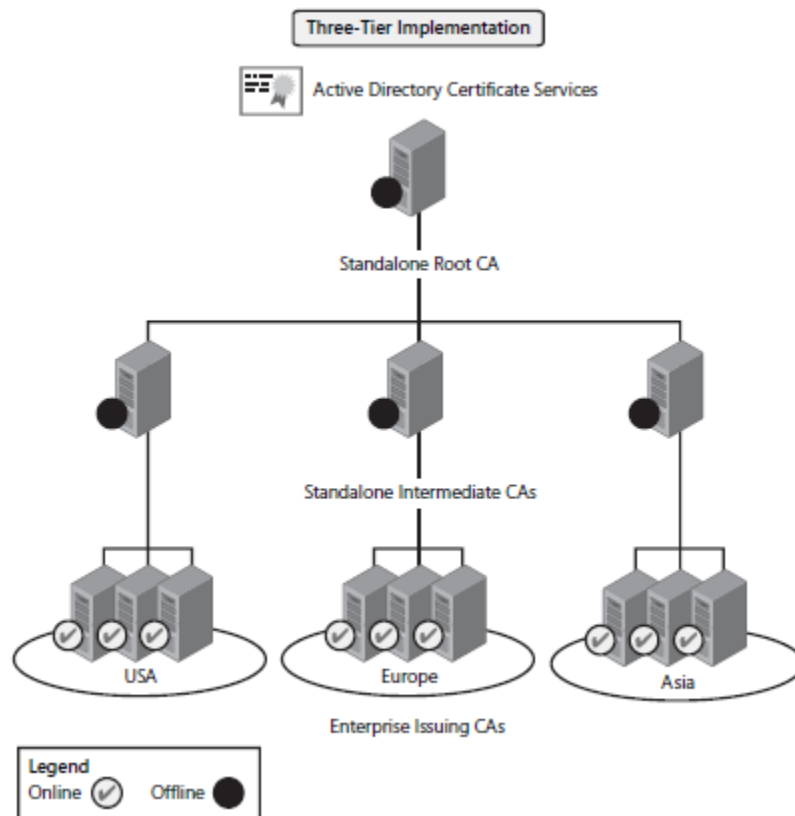 Three-Tier Implementation
Active Directory Certificate Services
Standalone Root CA
Standalone Intermediate CAs
USA
Europe
Asia
Enterprise Issuing CAs
Legend
Online
Offline